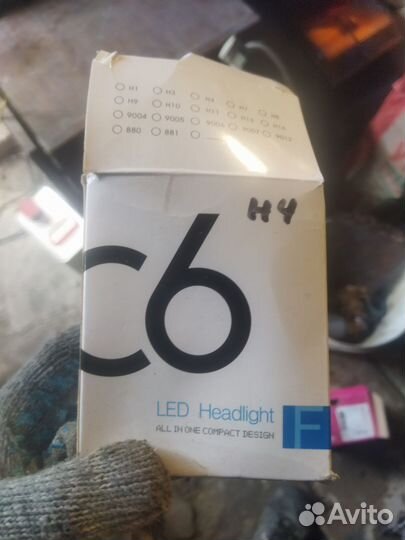 H1 H3 H4 H7 H8
H9 H10 H11 H13 H16
9004 9005 9006 9007 9012
880 881
H4
C6
LED Headlight
ALL IN ONE COMPACT DESIGN
F
Avito